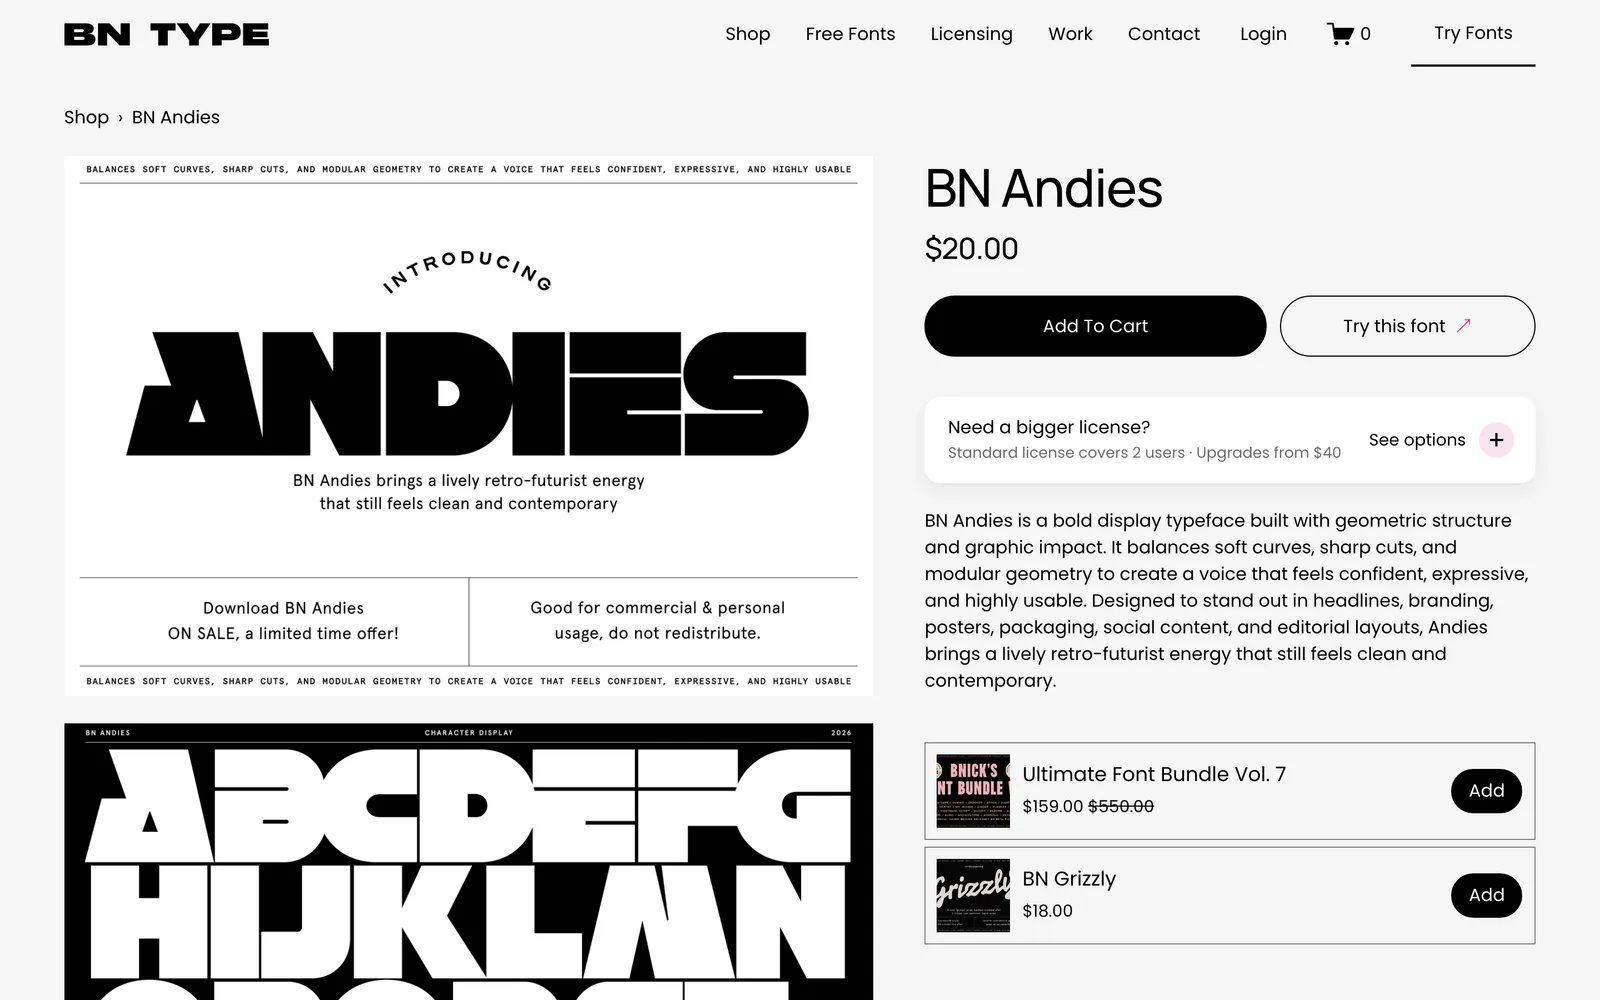 BN TYPE
Shop Free Fonts Licensing Work Contact Login 0 Try Fonts
Shop › BN Andies
BALANCES SOFT CURVES, SHARP CUTS, AND MODULAR GEOMETRY TO CREATE A VOICE THAT FEELS CONFIDENT, EXPRESSIVE, AND HIGHLY USABLE
INTRODUCING
ANDIES
BN Andies brings a lively retro-futurist energy
that still feels clean and contemporary
Download BN Andies
ON SALE, a limited time offer!
Good for commercial & personal
usage, do not redistribute.
BALANCES SOFT CURVES, SHARP CUTS, AND MODULAR GEOMETRY TO CREATE A VOICE THAT FEELS CONFIDENT, EXPRESSIVE, AND HIGHLY USABLE
BN ANDIES CHARACTER DISPLAY 2026
ABCDEFG
HIJKLMN
BN Andies
$20.00
Add To Cart
Try this font
Need a bigger license?
Standard license covers 2 users · Upgrades from $40
See options +
BN Andies is a bold display typeface built with geometric structure
and graphic impact. It balances soft curves, sharp cuts, and
modular geometry to create a voice that feels confident, expressive,
and highly usable. Designed to stand out in headlines, branding,
posters, packaging, social content, and editorial layouts, Andies
brings a lively retro-futurist energy that still feels clean and
contemporary.
BNICK'S
NT BUNDLE
Ultimate Font Bundle Vol. 7
$159.00 $550.00
Add
Grizzly
BN Grizzly
$18.00
Add